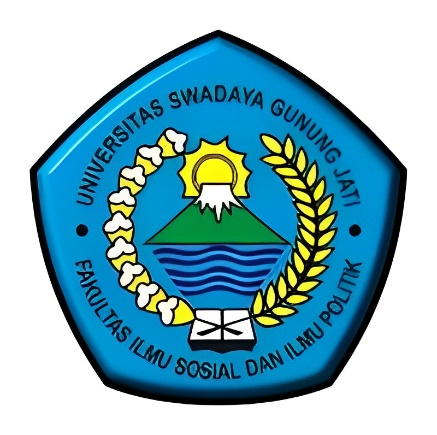 UNIVERSITAS SWADAYA GUNUNG JATI
FAKULTAS ILMU SOSIAL DAN ILMU POLITIK